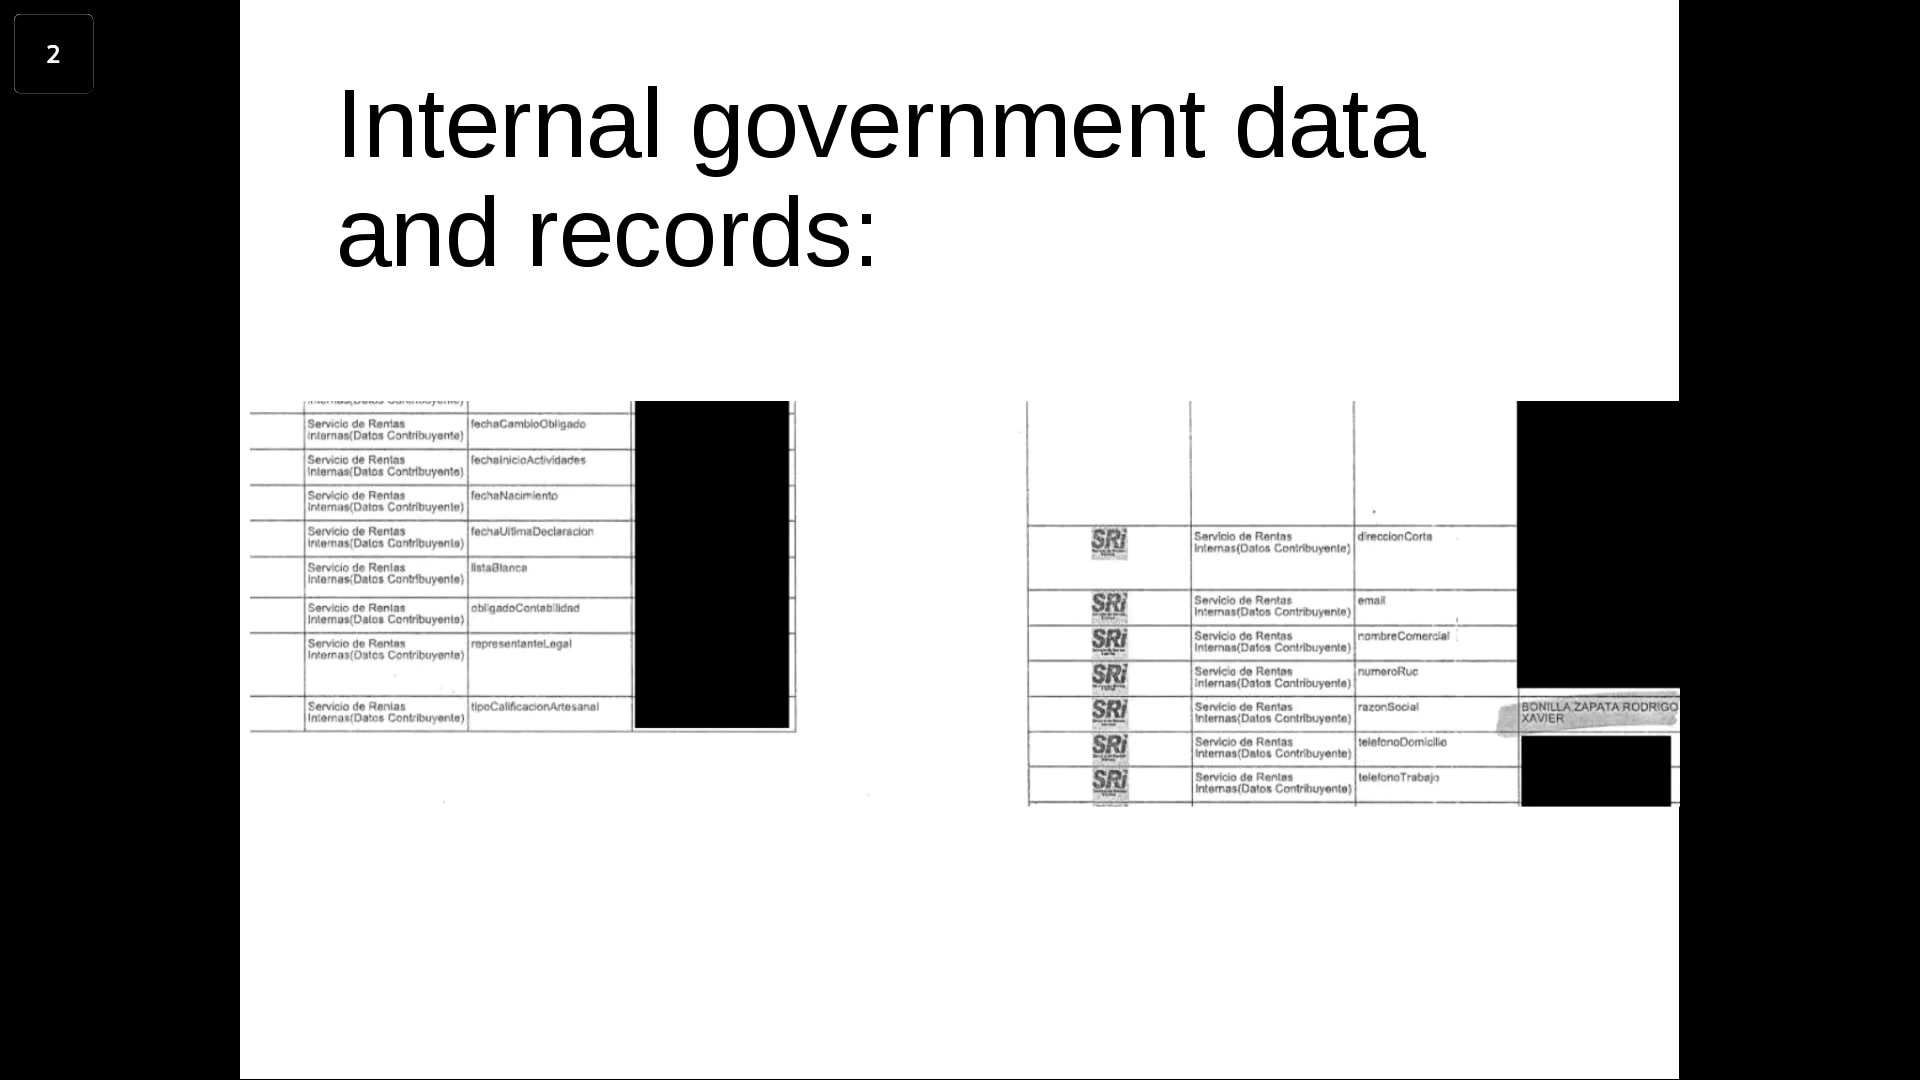 2
Internal government data
and records:
Internas(Datos Contribuyente)
Servicio de Rentas
Internas(Datos Contribuyente)
fechaCambioObligado
Servicio de Rentas
Internas(Datos Contribuyente)
fechaInicioActividades
Servicio de Rentas
Internas(Datos Contribuyente)
fechaNacimiento
Servicio de Rentas
Internas(Datos Contribuyente)
fechaUltimaDeclaracion
Servicio de Rentas
Internas(Datos Contribuyente)
listaBlanca
Servicio de Rentas
Internas(Datos Contribuyente)
obligadoContabilidad
Servicio de Rentas
Internas(Datos Contribuyente)
representanteLegal
Servicio de Rentas
Internas(Datos Contribuyente)
tipoCalificacionArtesanal
SRi
Servicio de Rentas
Internas(Datos Contribuyente)
direccionCorta
SRi
Servicio de Rentas
Internas(Datos Contribuyente)
email
SRi
Servicio de Rentas
Internas(Datos Contribuyente)
nombreComercial
SRi
Servicio de Rentas
Internas(Datos Contribuyente)
numeroRuc
SRi
Servicio de Rentas
Internas(Datos Contribuyente)
razonSocial
BONILLA ZAPATA RODRIGO
XAVIER
SRi
Servicio de Rentas
Internas(Datos Contribuyente)
telefonoDomicilio
SRi
Servicio de Rentas
Internas(Datos Contribuyente)
telefonoTrabajo